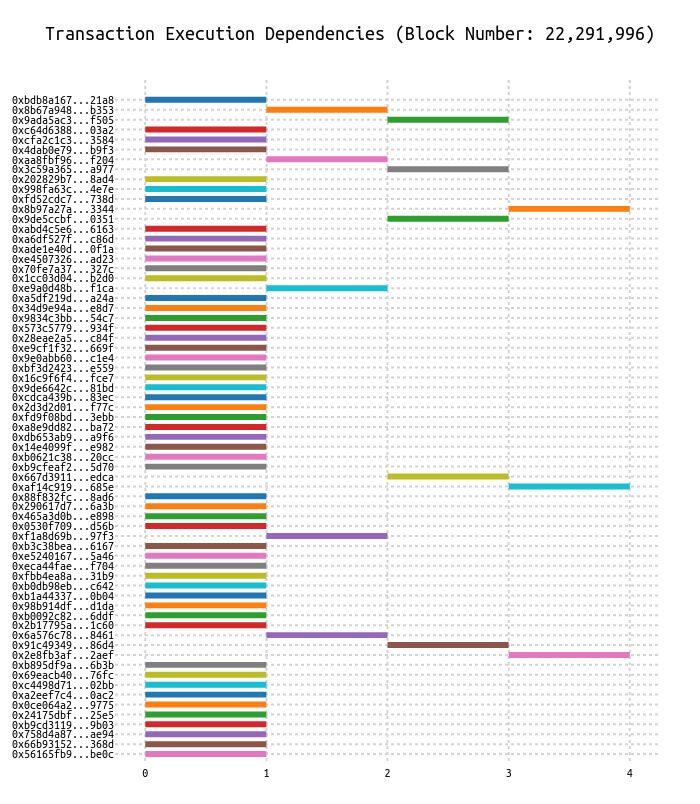 Transaction Execution Dependencies (Block Number: 22,291,996)
0xbdb8a167...21a8
0x8b67a948...b353
0x9ada5ac3...f505
0xc64d6388...03a2
0xcfa2c1c3...3584
0x4dab0e79...b9f3
0xaa8fbf96...f204
0x3c59a365...a977
0x202829b7...8ad4
0x998fa63c...4e7e
0xfd52cdc7...738d
0x8b97a27a...3344
0x9de5ccbf...0351
0xabd4c5e6...6163
0xa6df527f...c86d
0xade1e40d...0f1a
0xe4507326...ad23
0x70fe7a37...327c
0x1cc03d04...b2d0
0xe9a0d48b...f1ca
0xa5df219d...a24a
0x34d9e94a...e8d7
0x9834c3bb...54c7
0x573c5779...934f
0x28eae2a5...c84f
0xe9cf1f32...669f
0x9e0abb60...c1e4
0xbf3d2423...e559
0x16c9f6f4...fce7
0x9de6642c...81bd
0xcdca439b...83ec
0x2d3d2d01...f77c
0xfd9f08bd...3ebb
0xa8e9dd82...ba72
0xdb653ab9...a9f6
0x14e4099f...e982
0xb0621c38...20cc
0xb9cfeaf2...5d70
0x667d3911...edca
0xaf14c919...685e
0x88f832fc...8ad6
0x290617d7...6a3b
0x465a3d0b...e898
0x0530f709...d56b
0xf1a8d69b...97f3
0xb3c38bea...6167
0xe5240167...5a46
0xeca44fae...f704
0xfbb4ea8a...31b9
0xb0db98eb...c642
0xb1a44337...0b04
0x98b914df...d1da
0xb0092c82...6ddf
0x2b17795a...1c60
0x6a576c78...8461
0x91c49349...86d4
0x2e8fb3af...2aef
0xb895df9a...6b3b
0x69eacb40...76fc
0xc4498d71...02bb
0xa2eef7c4...0ac2
0x0ce064a2...9775
0x24175dbf...25e5
0xb9cd3119...9b03
0x758d4a87...ae94
0x66b93152...368d
0x56165fb9...be0c
0 1 2 3 4